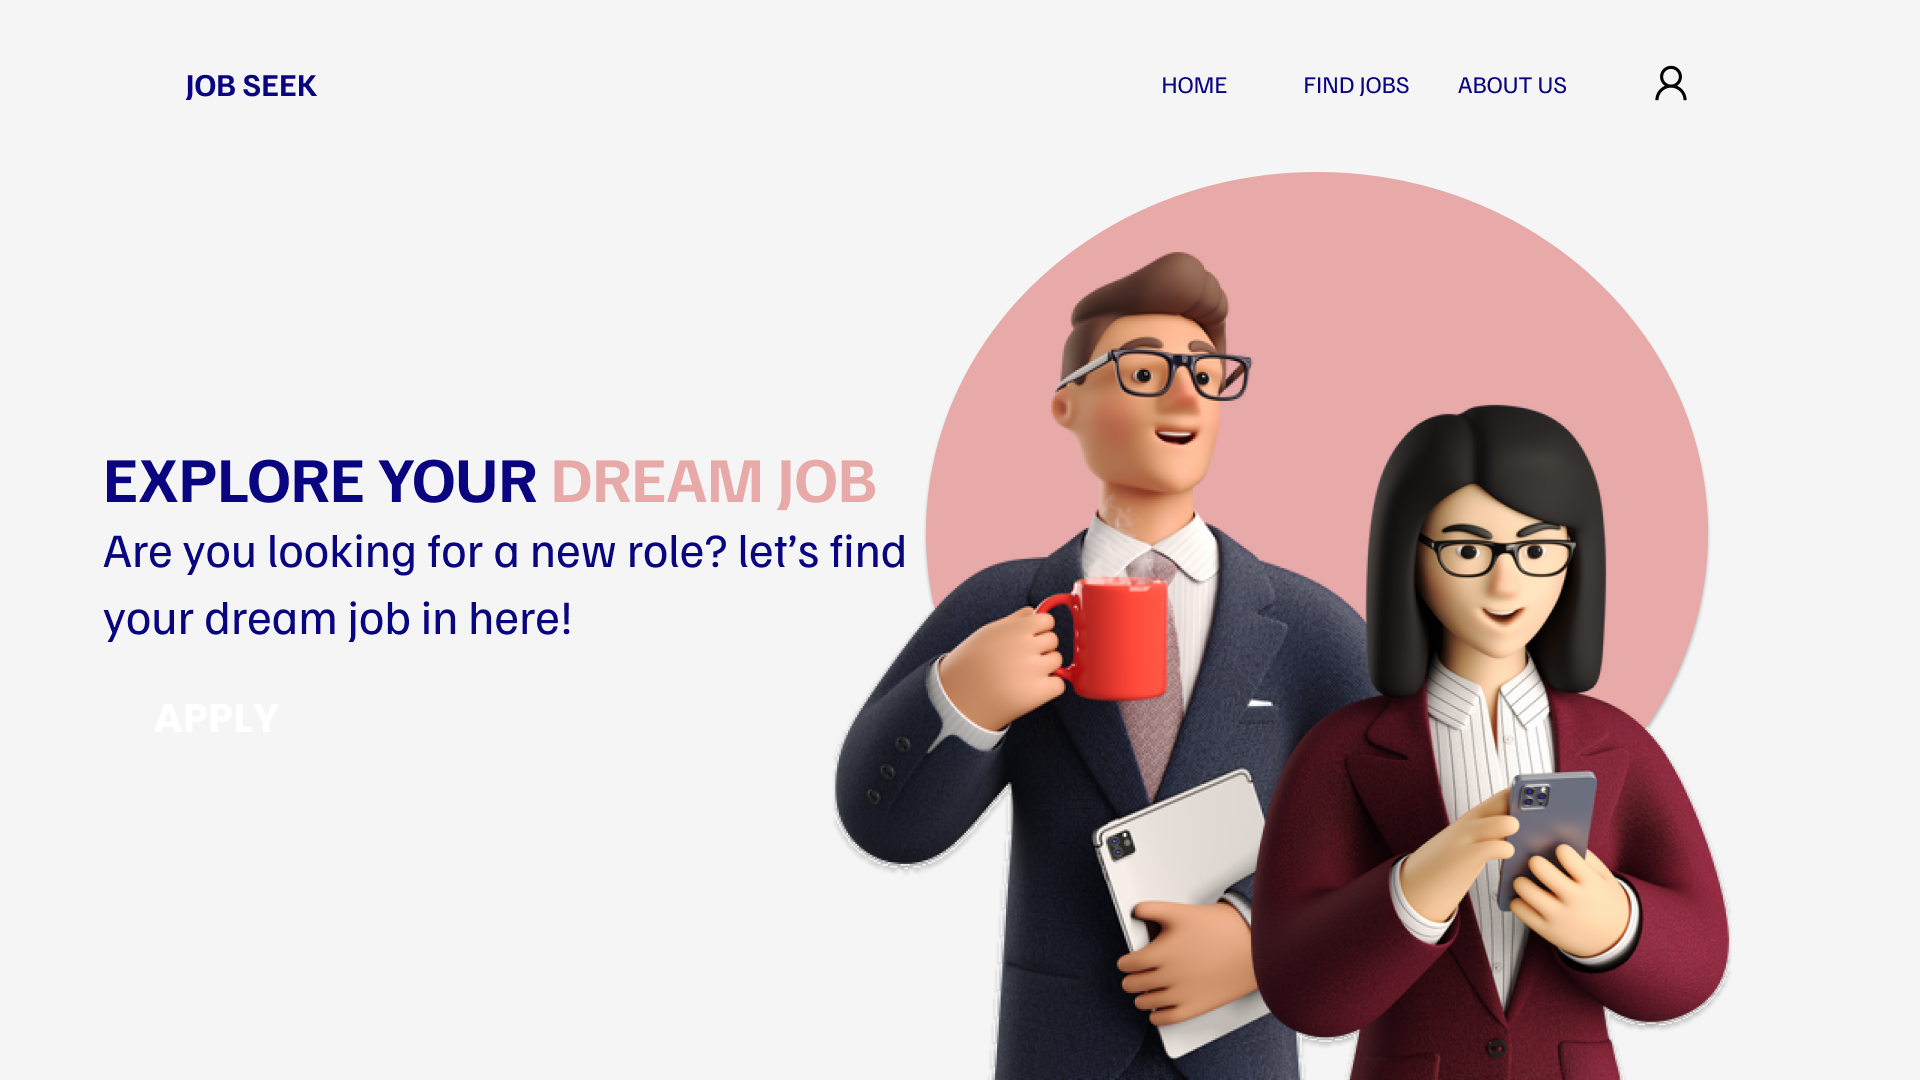 JOB SEEK
HOME
FIND JOBS
ABOUT US
EXPLORE YOUR DREAM JOB
Are you looking for a new role? let’s find
your dream job in here!
APPLY